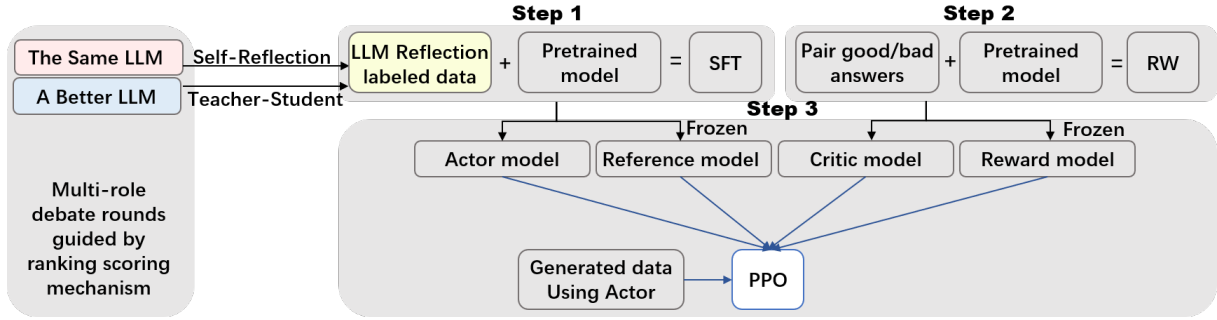 Step 1
Step 2
The Same LLM
A Better LLM
Self-Reflection
Teacher-Student
LLM Reflection
labeled data
+
Pretrained
model
=
SFT
Pair good/bad
answers
+
Pretrained
model
=
RW
Multi-role
debate rounds
guided by
ranking scoring
mechanism
Step 3
Frozen
Frozen
Actor model
Reference model
Critic model
Reward model
Generated data
Using Actor
PPO